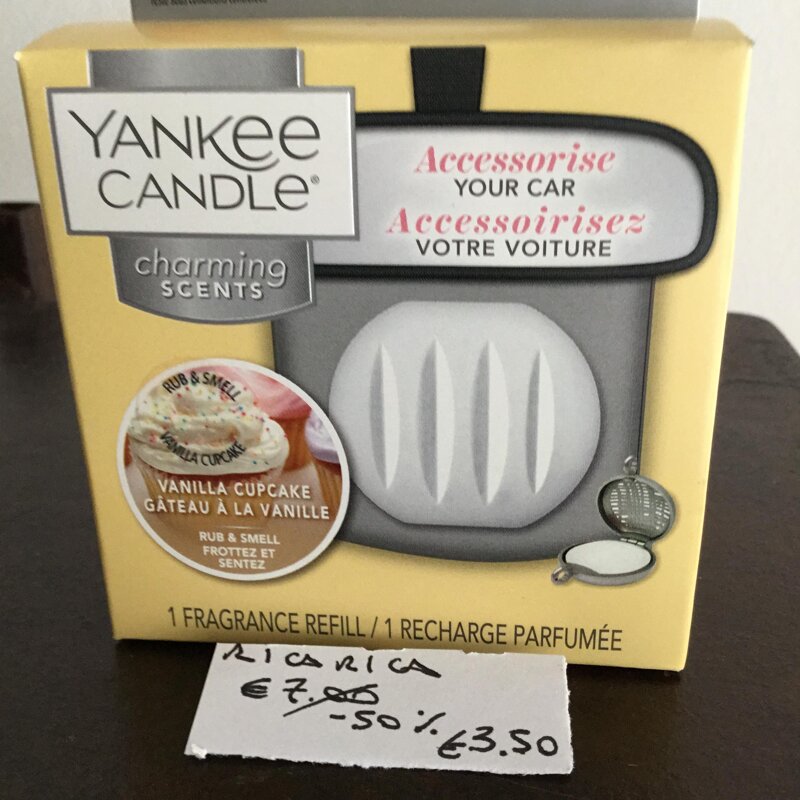 YANKEE
CANDLE®
charming
SCENTS
Accessorise
YOUR CAR
Accessoirisez
VOTRE VOITURE
RUB & SMELL
VANILLA CUPCAKE
VANILLA CUPCAKE
GÂTEAU À LA VANILLE
RUB & SMELL
FROTTEZ ET
SENTEZ
1 FRAGRANCE REFILL / 1 RECHARGE PARFUMÉE
RICARICA
€ 7.00
-50 %
€3.50